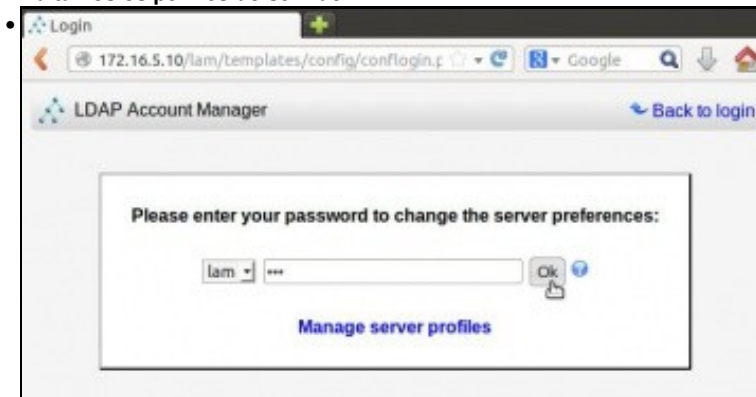 Login
172.16.5.10/lam/templates/config/conflogin.p
Google
LDAP Account Manager
Back to login
Please enter your password to change the server preferences:
lam
Ok
Manage server profiles